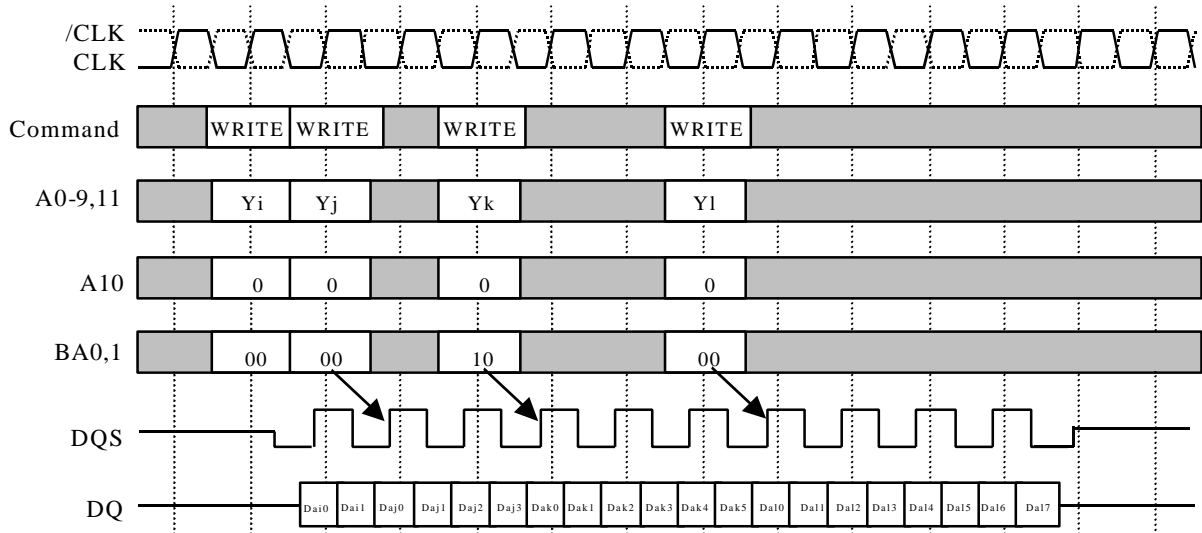 /CLK
CLK
Command WRITE WRITE WRITE WRITE
A0-9,11 Yi Yj Yk Yl
A10 0 0 0 0
BA0,1 00 00 10 00
DQS
DQ Dai0 Dai1 Daj0 Daj1 Daj2 Daj3 Dak0 Dak1 Dak2 Dak3 Dak4 Dak5 Dal0 Dal1 Dal2 Dal3 Dal4 Dal5 Dal6 Dal7